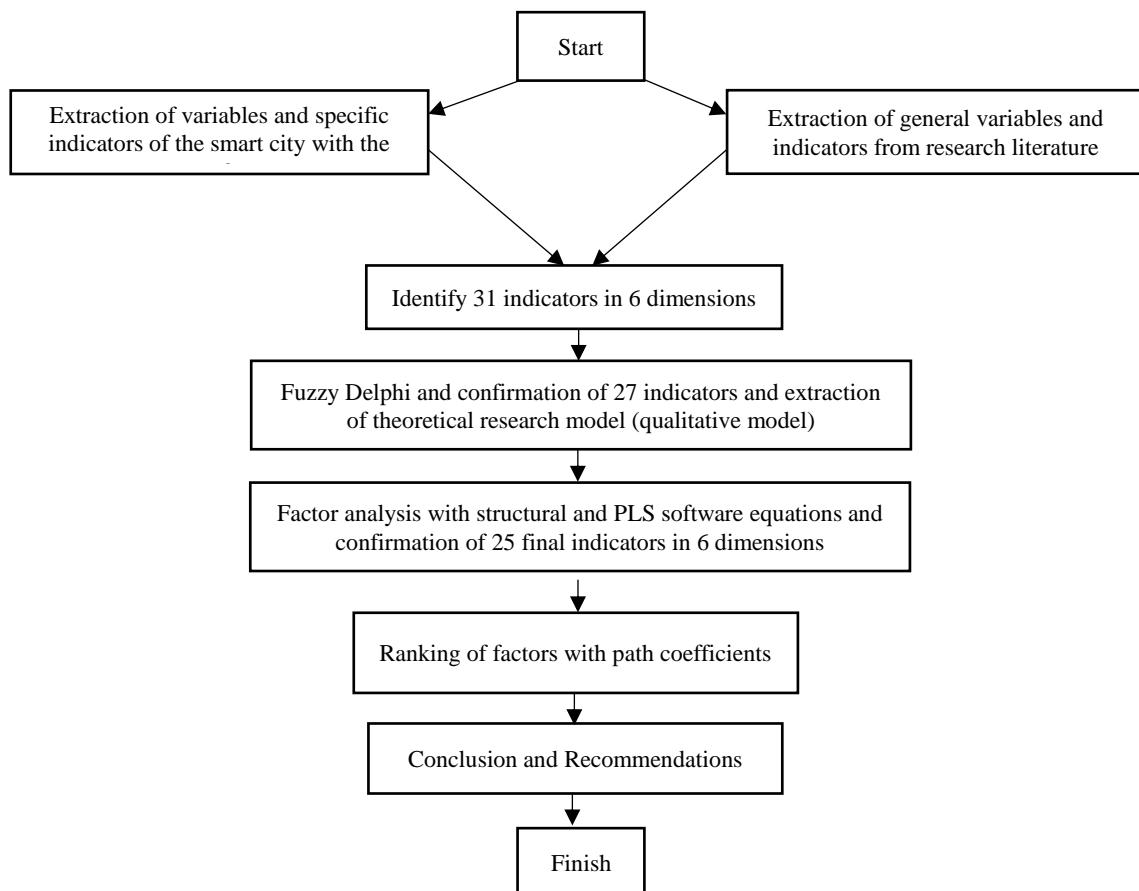 Start
Extraction of variables and specific
indicators of the smart city with the
Extraction of general variables and
indicators from research literature
Identify 31 indicators in 6 dimensions
Fuzzy Delphi and confirmation of 27 indicators and extraction
of theoretical research model (qualitative model)
Factor analysis with structural and PLS software equations and
confirmation of 25 final indicators in 6 dimensions
Ranking of factors with path coefficients
Conclusion and Recommendations
Finish